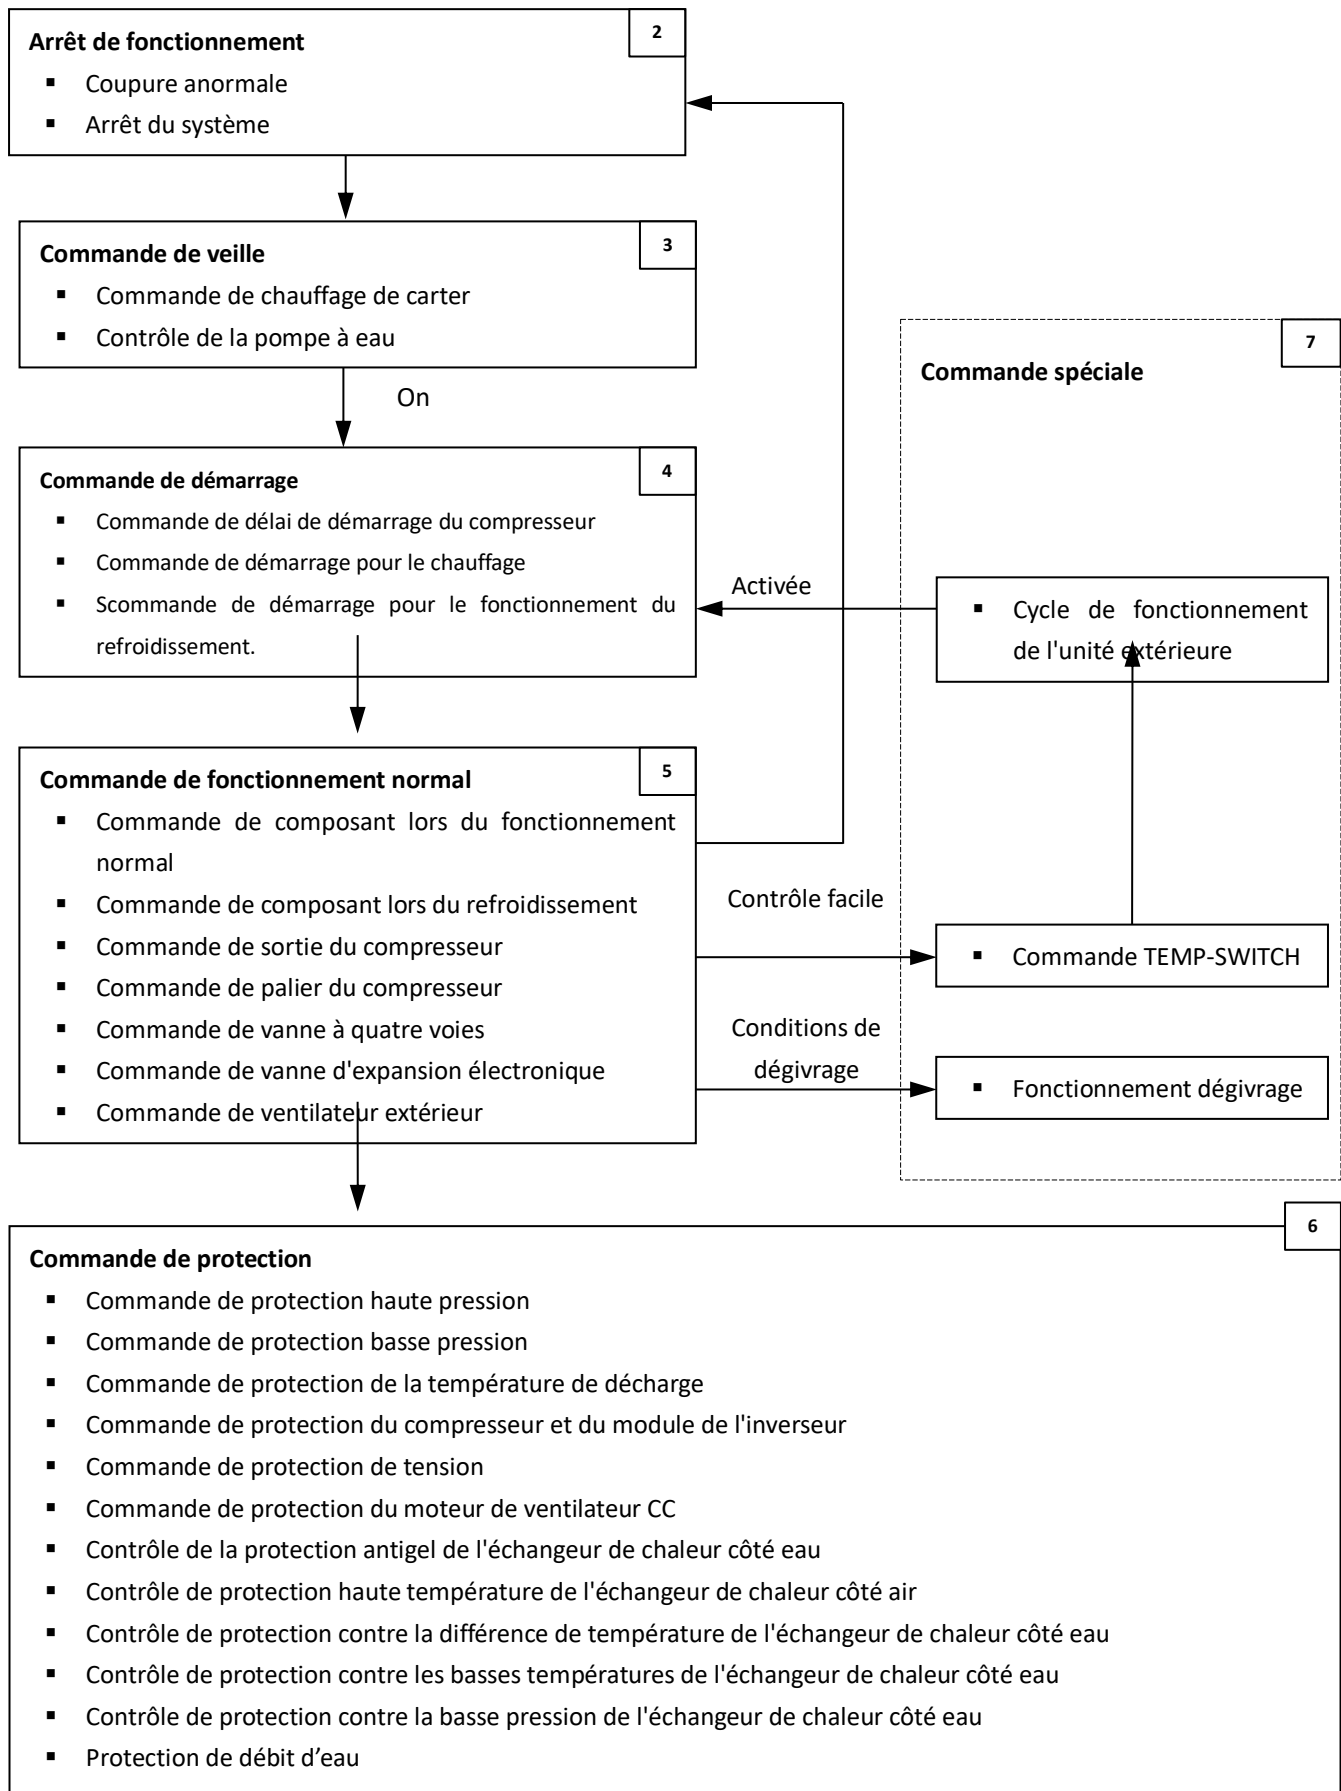 2
Arrêt de fonctionnement
▪ Coupure anormale
▪ Arrêt du système
3
Commande de veille
▪ Commande de chauffage de carter
▪ Contrôle de la pompe à eau
On
4
Commande de démarrage
▪ Commande de délai de démarrage du compresseur
▪ Commande de démarrage pour le chauffage
▪ Scommande de démarrage pour le fonctionnement du
refroidissement.
Activée
5
Commande de fonctionnement normal
▪ Commande de composant lors du fonctionnement
normal
▪ Commande de composant lors du refroidissement
▪ Commande de sortie du compresseur
▪ Commande de palier du compresseur
▪ Commande de vanne à quatre voies
▪ Commande de vanne d'expansion électronique
▪ Commande de ventilateur extérieur
Contrôle facile
Conditions de
dégivrage
7
Commande spéciale
▪ Cycle de fonctionnement
de l'unité extérieure
▪ Commande TEMP-SWITCH
▪ Fonctionnement dégivrage
6
Commande de protection
▪ Commande de protection haute pression
▪ Commande de protection basse pression
▪ Commande de protection de la température de décharge
▪ Commande de protection du compresseur et du module de l'inverseur
▪ Commande de protection de tension
▪ Commande de protection du moteur de ventilateur CC
▪ Contrôle de la protection antigel de l'échangeur de chaleur côté eau
▪ Contrôle de protection haute température de l'échangeur de chaleur côté air
▪ Contrôle de protection contre la différence de température de l'échangeur de chaleur côté eau
▪ Contrôle de protection contre les basses températures de l'échangeur de chaleur côté eau
▪ Contrôle de protection contre la basse pression de l'échangeur de chaleur côté eau
▪ Protection de débit d’eau